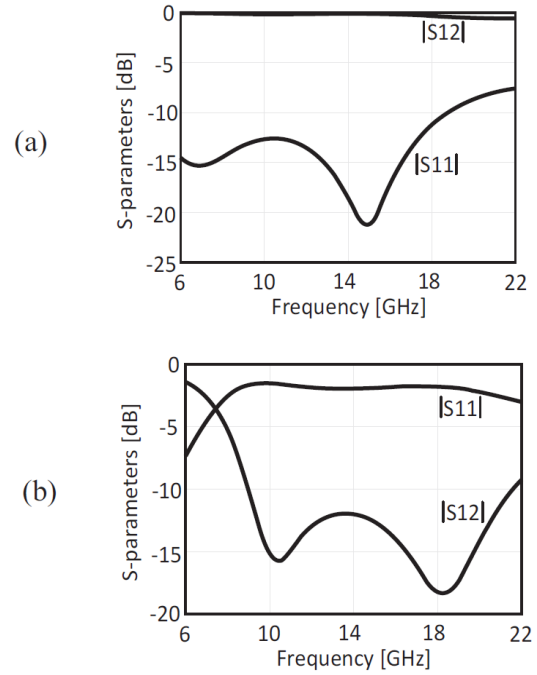 (a)
S-parameters [dB]
0
-5
-10
-15
-20
-25
|S12|
|S11|
6 10 14 18 22
Frequency [GHz]
(b)
S-parameters [dB]
0
-5
-10
-15
-20
|S11|
|S12|
6 10 14 18 22
Frequency [GHz]